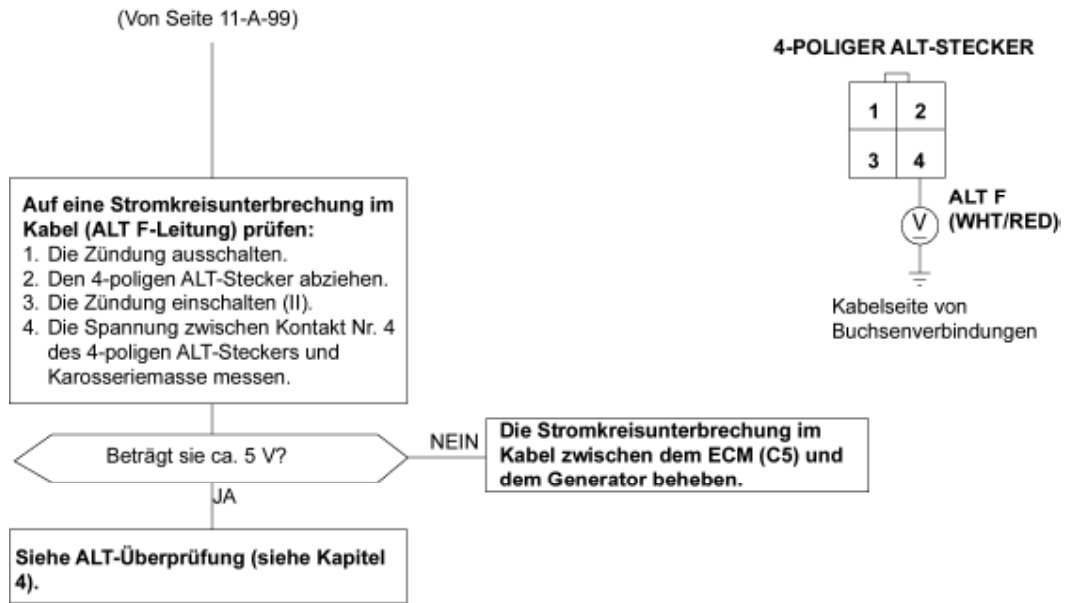 (Von Seite 11-A-99)
4-POLIGER ALT-STECKER
1 2
3 4
ALT F
(WHT/RED)
V
Kabelseite von
Buchsenverbindungen
Auf eine Stromkreisunterbrechung im
Kabel (ALT F-Leitung) prüfen:
1. Die Zündung ausschalten.
2. Den 4-poligen ALT-Stecker abziehen.
3. Die Zündung einschalten (II).
4. Die Spannung zwischen Kontakt Nr. 4
des 4-poligen ALT-Steckers und
Karosseriemasse messen.
Beträgt sie ca. 5 V?
NEIN
Die Stromkreisunterbrechung im
Kabel zwischen dem ECM (C5) und
dem Generator beheben.
JA
Siehe ALT-Überprüfung (siehe Kapitel
4).